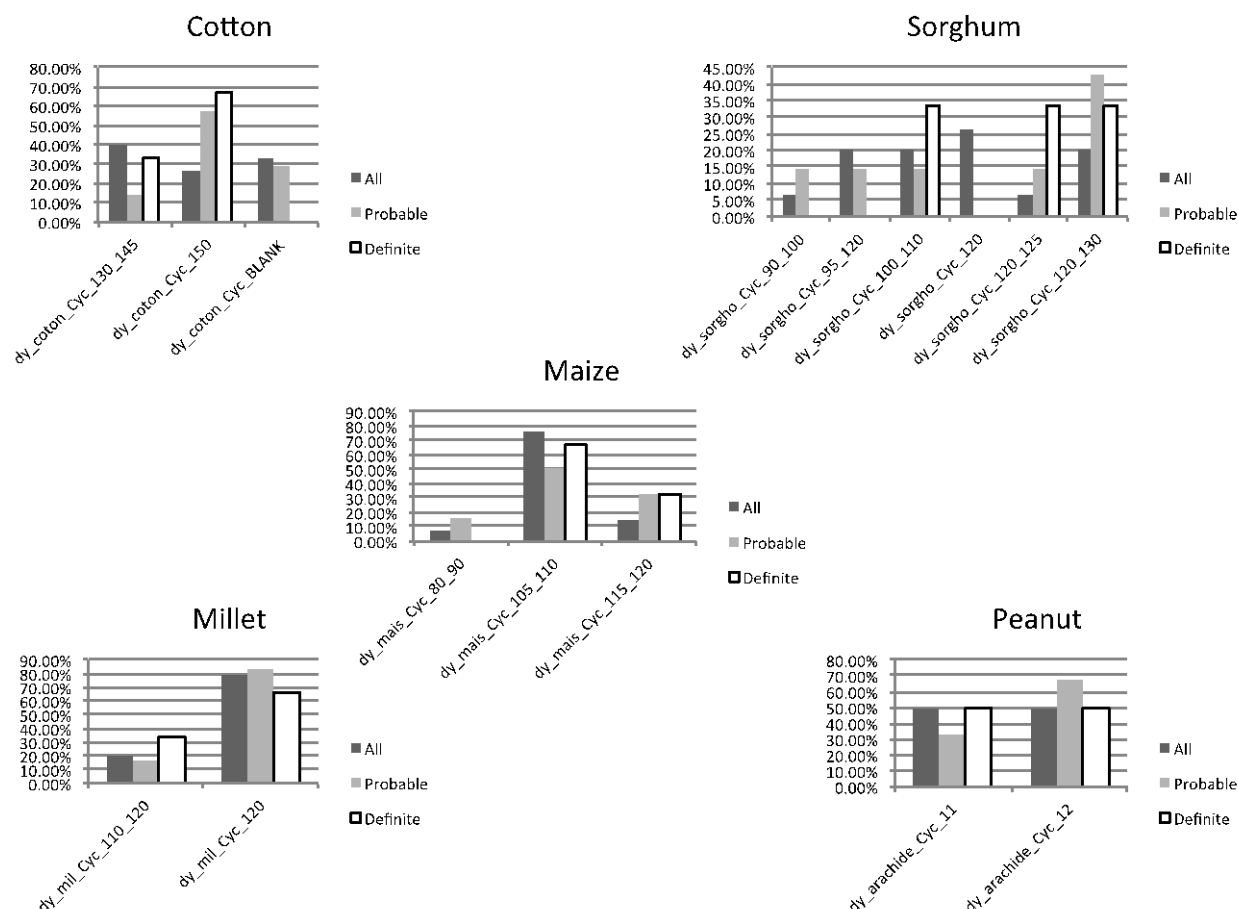 Cotton
80.00%
70.00%
60.00%
50.00%
40.00%
30.00%
20.00%
10.00%
0.00%
dy_coton_Cyc_130_145
dy_coton_Cyc_150
dy_coton_Cyc_BLANK
All
Probable
Definite
Sorghum
45.00%
40.00%
35.00%
30.00%
25.00%
20.00%
15.00%
10.00%
5.00%
0.00%
dy_sorgho_Cyc_90_100
dy_sorgho_Cyc_95_120
dy_sorgho_Cyc_100_110
dy_sorgho_Cyc_120
dy_sorgho_Cyc_120_125
dy_sorgho_Cyc_120_130
All
Probable
Definite
Maize
90.00%
80.00%
70.00%
60.00%
50.00%
40.00%
30.00%
20.00%
10.00%
0.00%
dy_mais_Cyc_80_90
dy_mais_Cyc_105_110
dy_mais_Cyc_115_120
All
Probable
Definite
Millet
90.00%
80.00%
70.00%
60.00%
50.00%
40.00%
30.00%
20.00%
10.00%
0.00%
dy_mil_Cyc_110_120
dy_mil_Cyc_120
All
Probable
Definite
Peanut
80.00%
70.00%
60.00%
50.00%
40.00%
30.00%
20.00%
10.00%
0.00%
dy_arachide_Cyc_11
dy_arachide_Cyc_12
All
Probable
Definite